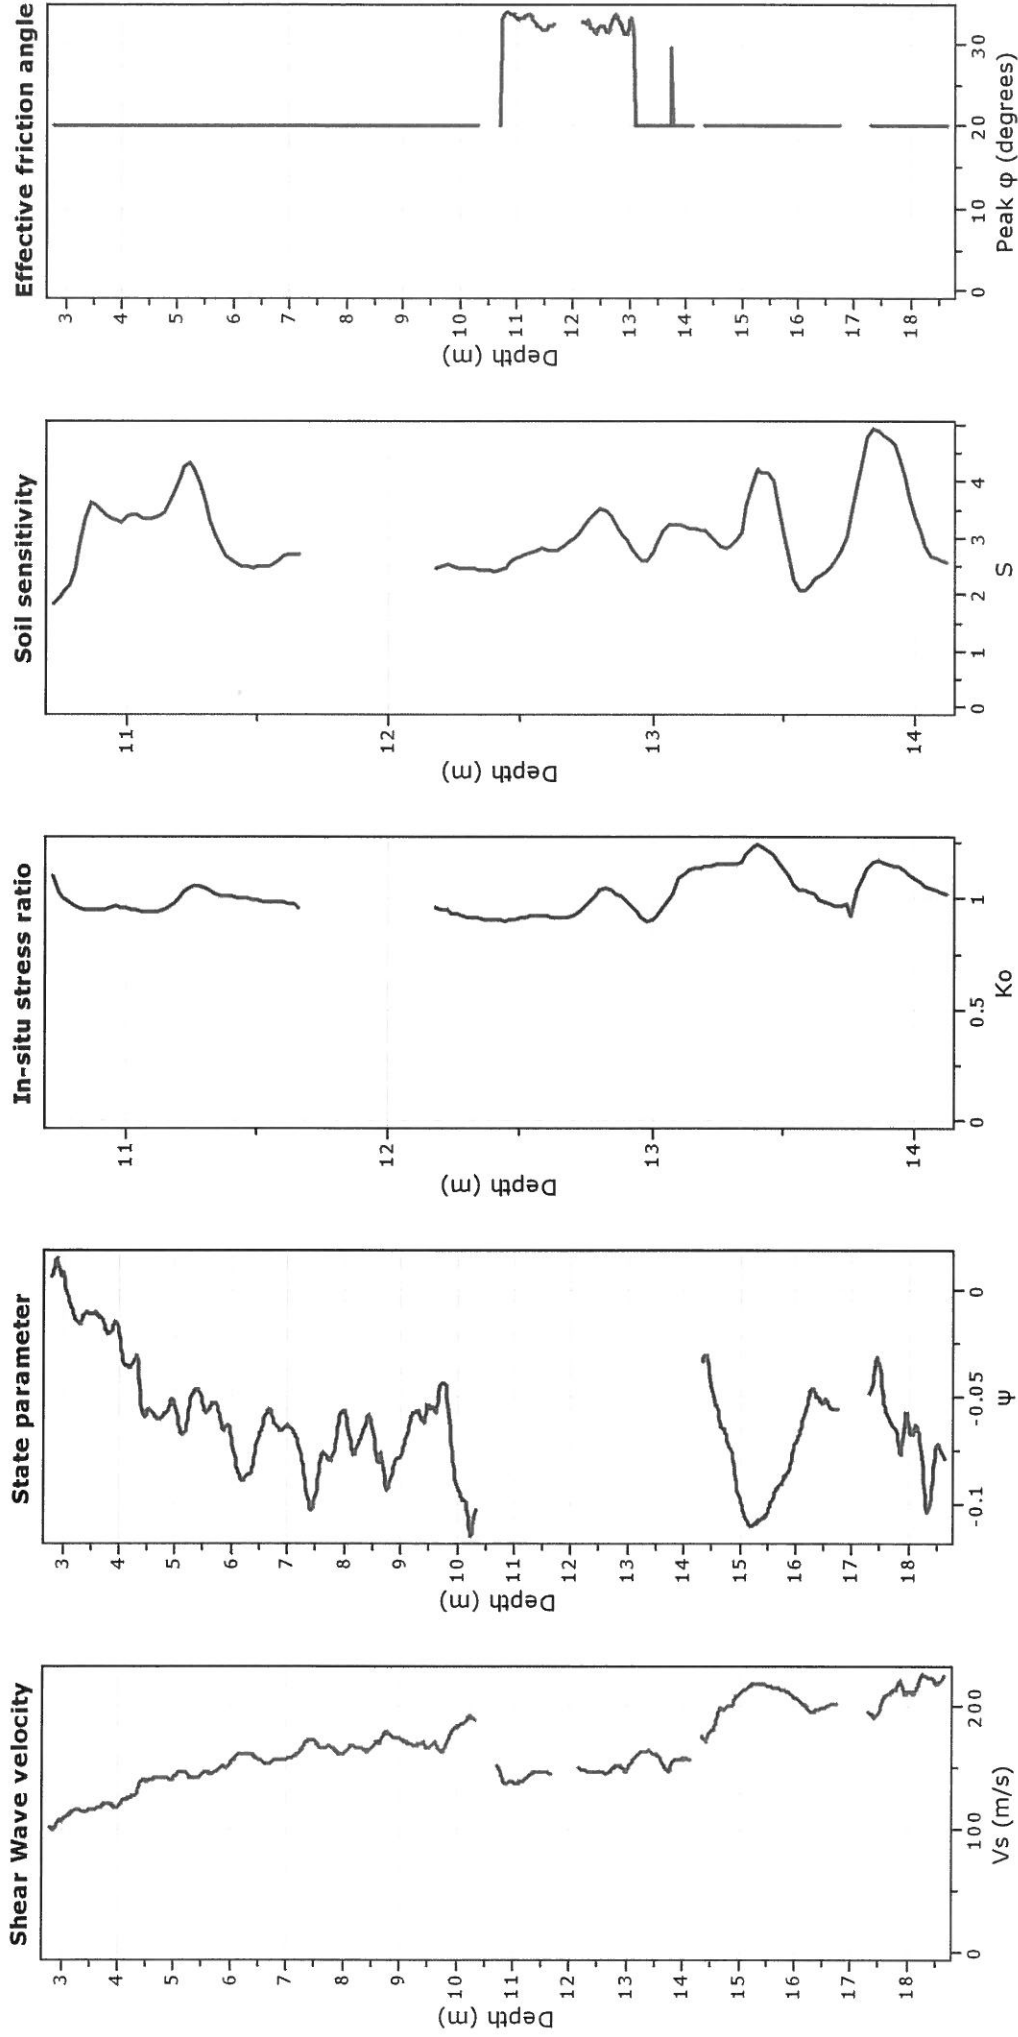 Shear Wave velocity
3
4
5
6
7
8
9
10
11
12
13
14
15
16
17
18
Depth (m)
0 100 200
Vs (m/s)
State parameter
3
4
5
6
7
8
9
10
11
12
13
14
15
16
17
18
Depth (m)
-0.1 -0.05 0
ψ
In-situ stress ratio
11
12
13
14
Depth (m)
0 0.5 1
Ko
Soil sensitivity
11
12
13
14
Depth (m)
0 1 2 3 4
S
Effective friction angle
3
4
5
6
7
8
9
10
11
12
13
14
15
16
17
18
Depth (m)
0 10 20 30
Peak φ (degrees)